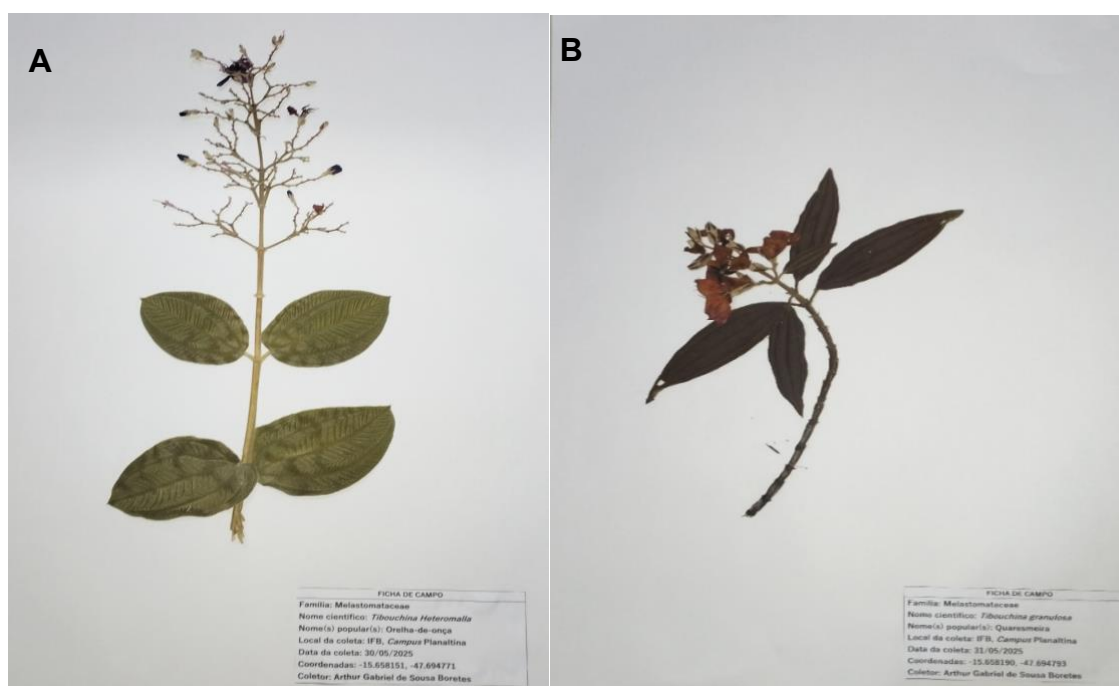 A
FICHA DE CAMPO
Família: Melastomataceae
Nome científico: Tibouchina Heteromalla
Nome(s) popular(s): Orelha-de-onça
Local da coleta: IFB, Campus Planaltina
Data da coleta: 30/05/2025
Coordenadas: -15.658151, -47.694771
Coletor: Arthur Gabriel de Sousa Boretes
B
FICHA DE CAMPO
Família: Melastomataceae
Nome científico: Tibouchina granulosa
Nome(s) popular(s): Quaresmeira
Local da coleta: IFB, Campus Planaltina
Data da coleta: 31/05/2025
Coordenadas: -15.658190, -47.694793
Coletor: Arthur Gabriel de Sousa Boretes